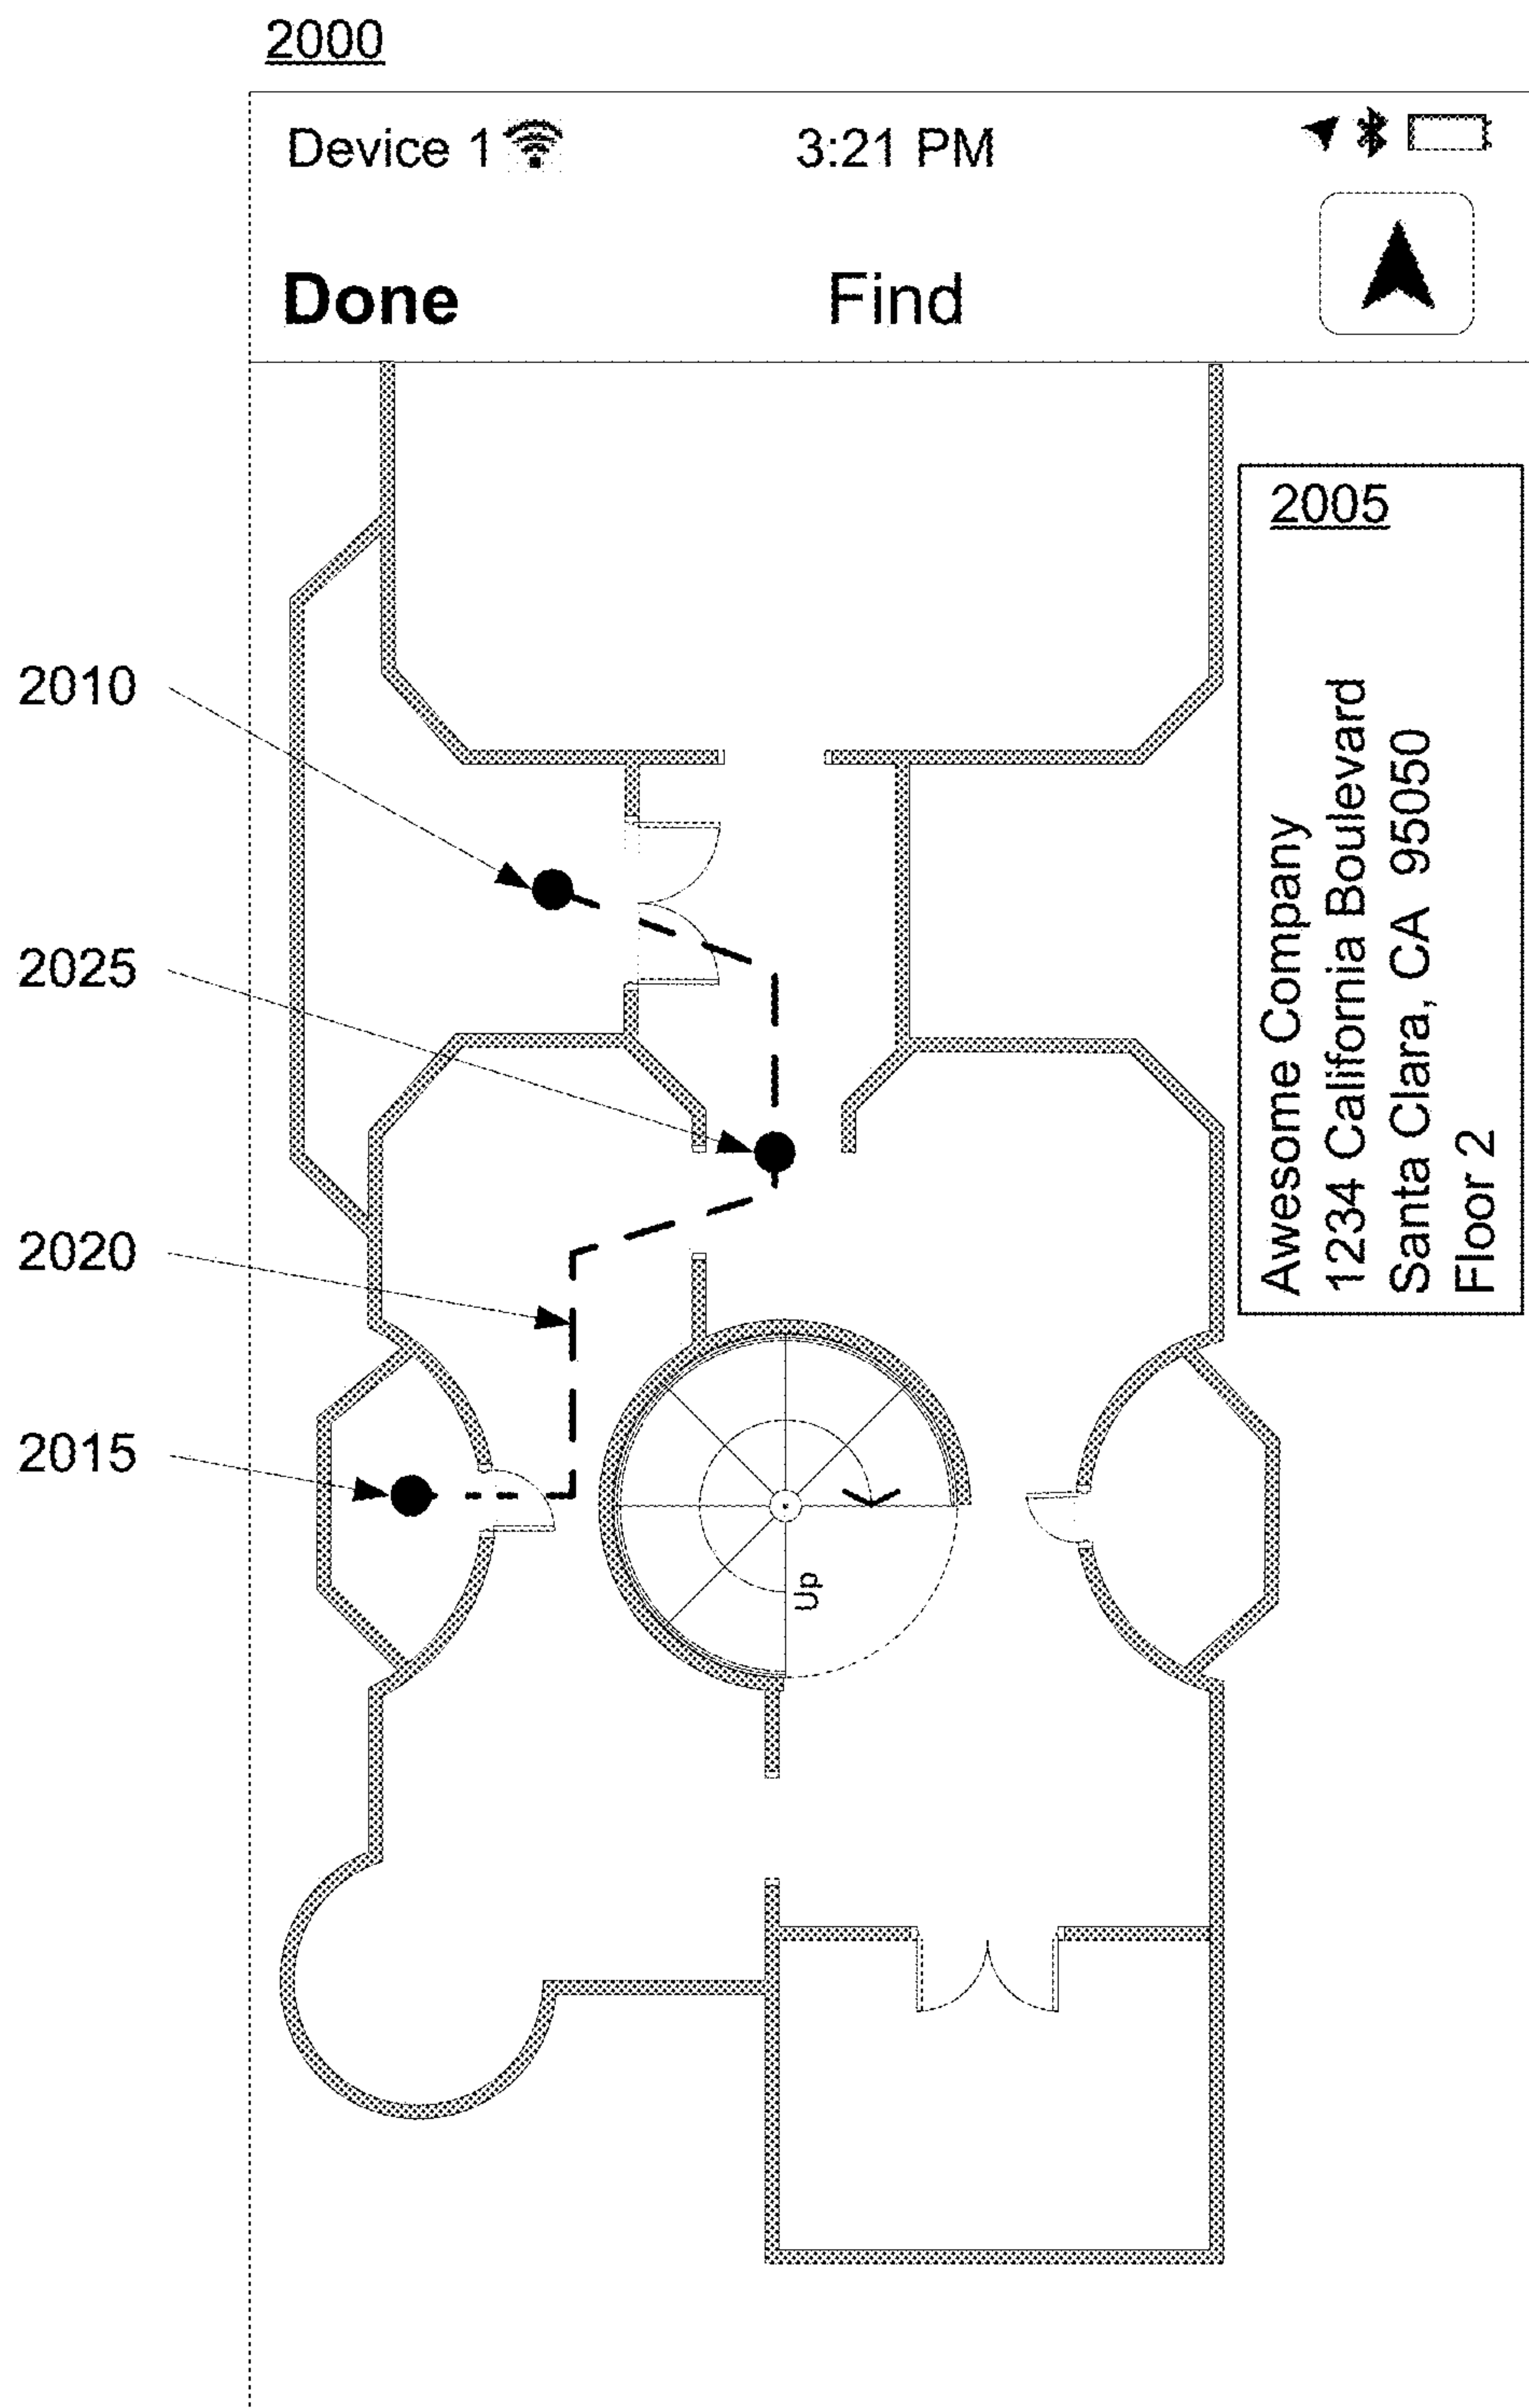 2000
Device 1
3:21 PM
Done
Find
2005
Awesome Company
1234 California Boulevard
Santa Clara, CA 95050
Floor 2
2010
2025
2020
2015
Up